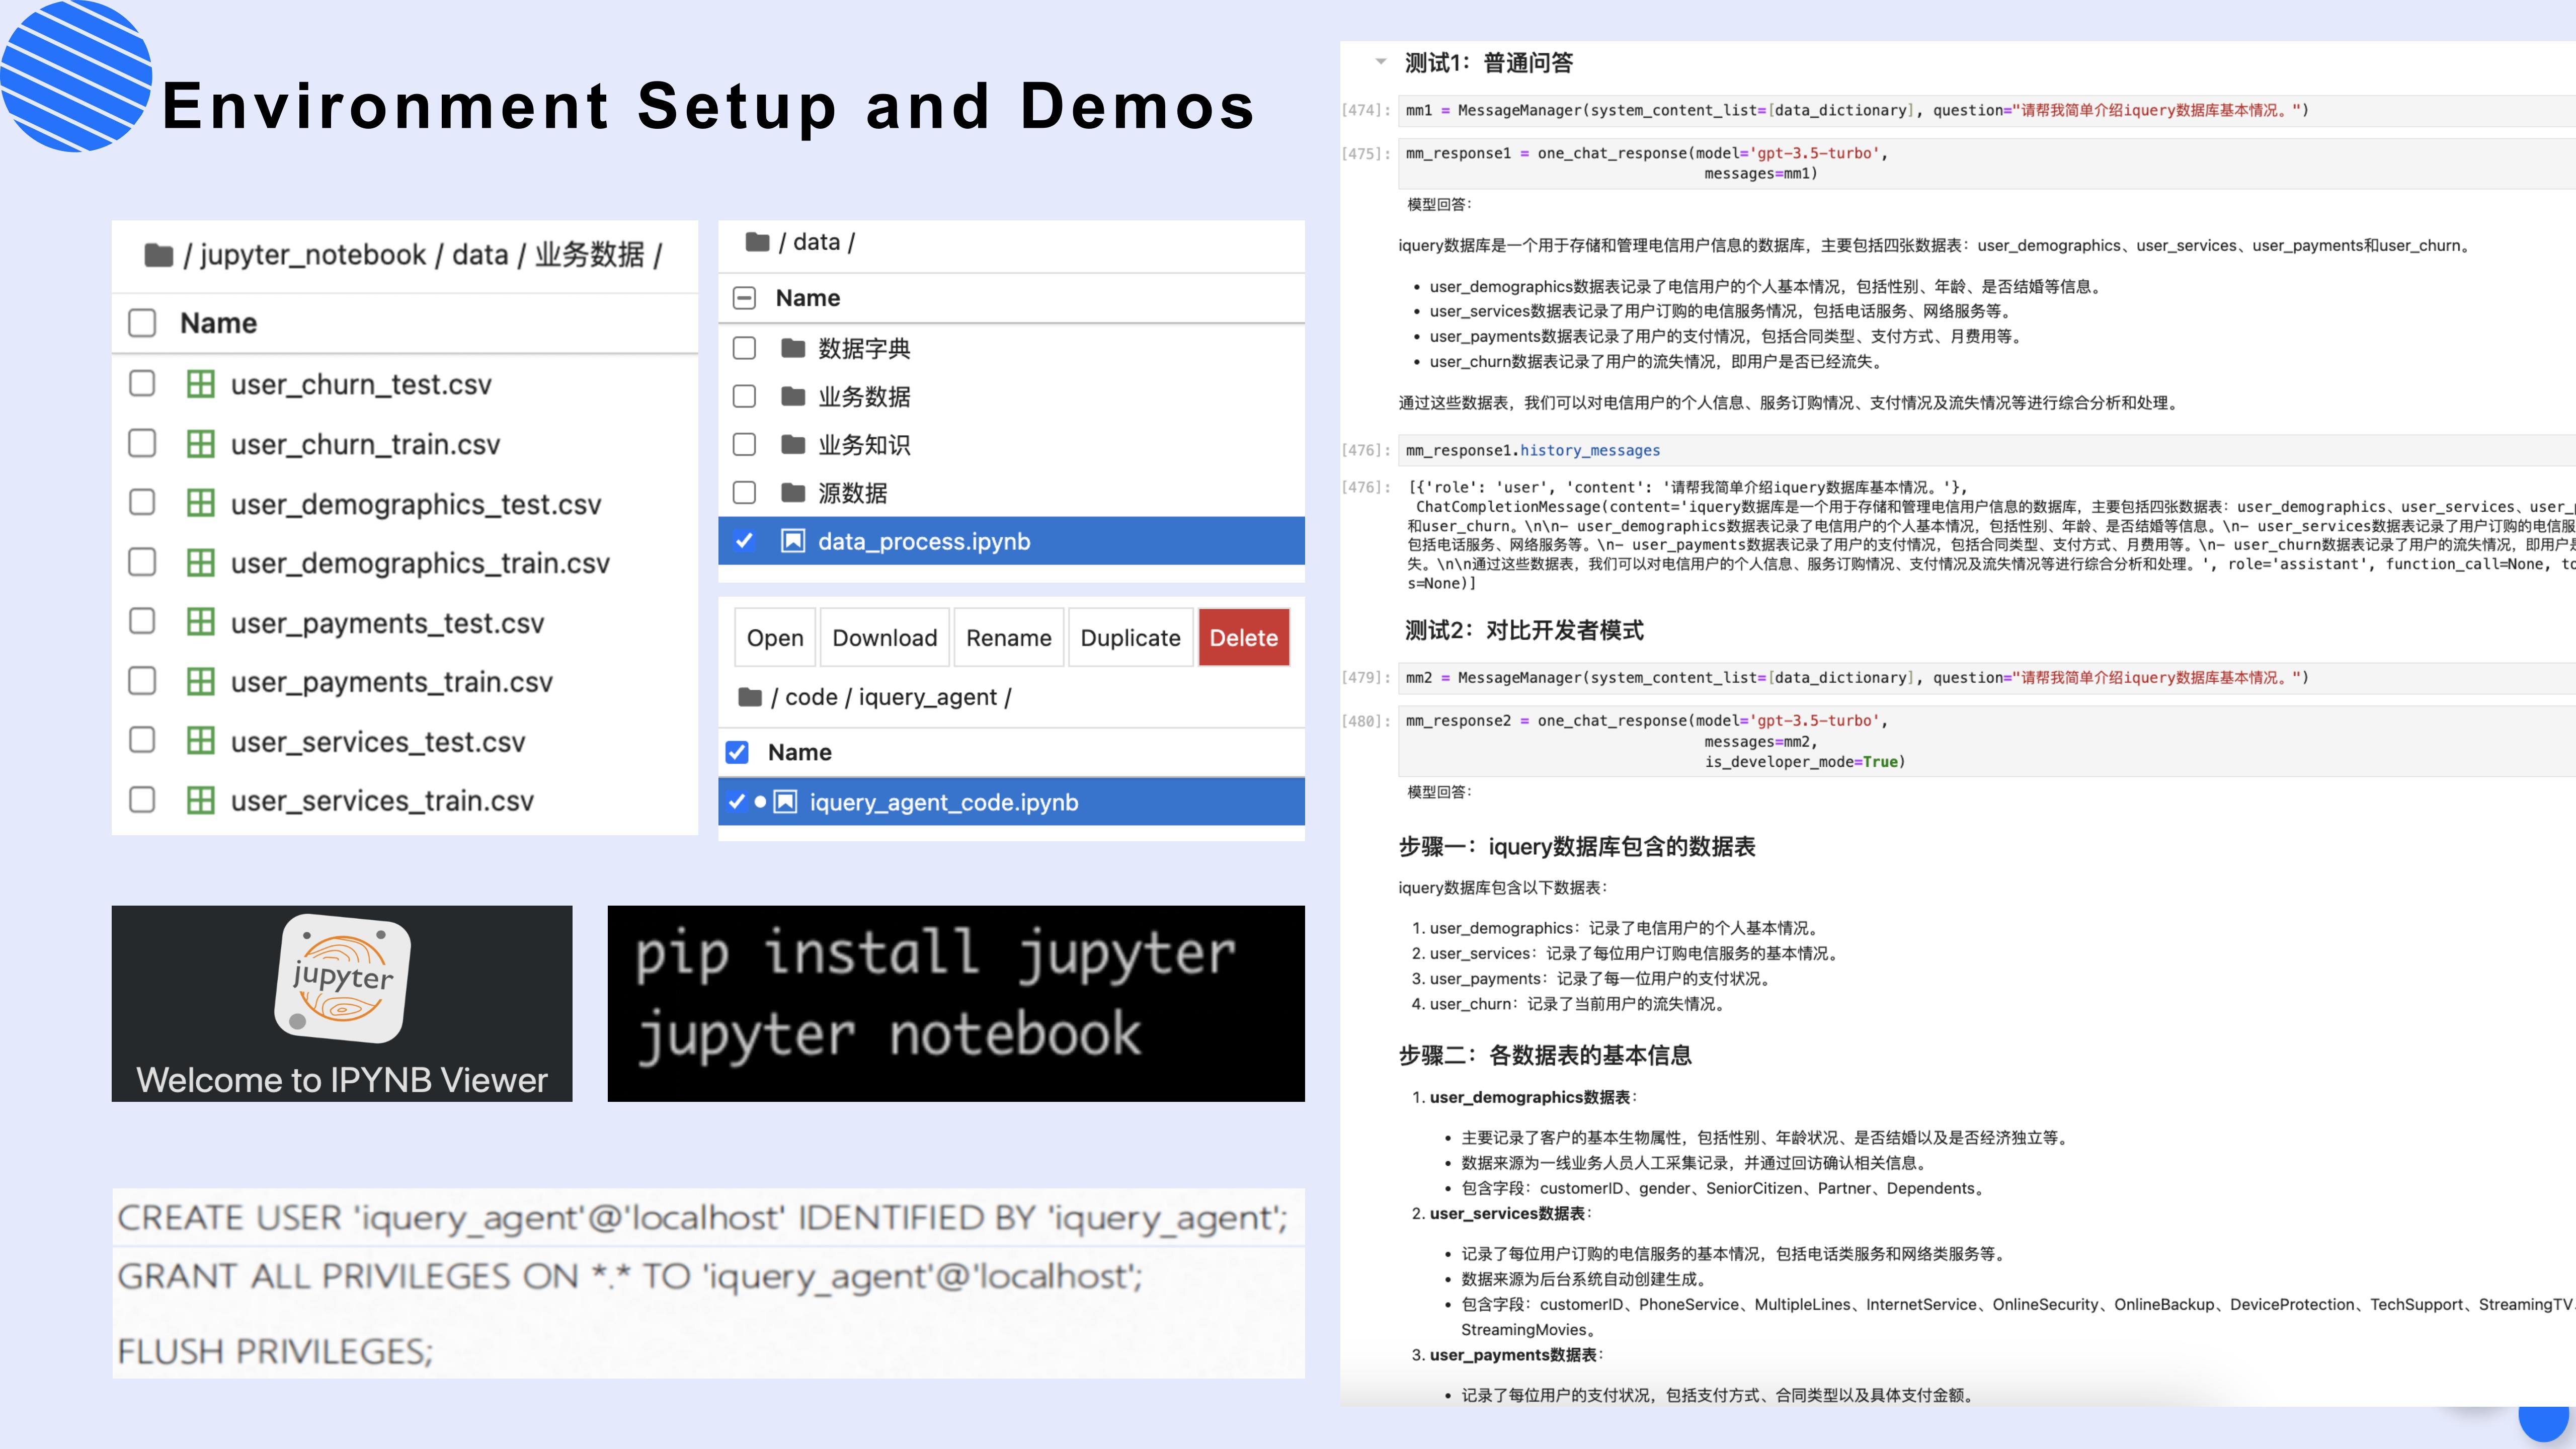 Environment Setup and Demos
/ jupyter_notebook / data / 业务数据 /
Name
user_churn_test.csv
user_churn_train.csv
user_demographics_test.csv
user_demographics_train.csv
user_payments_test.csv
user_payments_train.csv
user_services_test.csv
user_services_train.csv
/ data /
Name
数据字典
业务数据
业务知识
源数据
data_process.ipynb
Open Download Rename Duplicate Delete
/ code / iquery_agent /
Name
iquery_agent_code.ipynb
jupyter
Welcome to IPYNB Viewer
pip install jupyter
jupyter notebook
CREATE USER 'iquery_agent'@'localhost' IDENTIFIED BY 'iquery_agent';
GRANT ALL PRIVILEGES ON *.* TO 'iquery_agent'@'localhost';
FLUSH PRIVILEGES;
测试1：普通问答
[474]: mm1 = MessageManager(system_content_list=[data_dictionary], question="请帮我简单介绍iquery数据库基本情况。")
[475]: mm_response1 = one_chat_response(model='gpt-3.5-turbo',
messages=mm1)
模型回答：
iquery数据库是一个用于存储和管理电信用户信息的数据库，主要包括四张数据表：user_demographics、user_services、user_payments和user_churn。
• user_demographics数据表记录了电信用户的个人基本情况，包括性别、年龄、是否结婚等信息。
• user_services数据表记录了用户订购的电信服务情况，包括电话服务、网络服务等。
• user_payments数据表记录了用户的支付情况，包括合同类型、支付方式、月费用等。
• user_churn数据表记录了用户的流失情况，即用户是否已经流失。
通过这些数据表，我们可以对电信用户的个人信息、服务订购情况、支付情况及流失情况等进行综合分析和处理。
[476]: mm_response1.history_messages
[476]: [{'role': 'user', 'content': '请帮我简单介绍iquery数据库基本情况。'},
ChatCompletionMessage(content='iquery数据库是一个用于存储和管理电信用户信息的数据库，主要包括四张数据表：user_demographics、user_services、user_
和user_churn。\n\n- user_demographics数据表记录了电信用户的个人基本情况，包括性别、年龄、是否结婚等信息。\n- user_services数据表记录了用户订购的电信服
包括电话服务、网络服务等。\n- user_payments数据表记录了用户的支付情况，包括合同类型、支付方式、月费用等。\n- user_churn数据表记录了用户的流失情况，即用户
失。\n\n通过这些数据表，我们可以对电信用户的个人信息、服务订购情况、支付情况及流失情况等进行综合分析和处理。', role='assistant', function_call=None, to
s=None)]
测试2：对比开发者模式
[479]: mm2 = MessageManager(system_content_list=[data_dictionary], question="请帮我简单介绍iquery数据库基本情况。")
[480]: mm_response2 = one_chat_response(model='gpt-3.5-turbo',
messages=mm2,
is_developer_mode=True)
模型回答：
步骤一：iquery数据库包含的数据表
iquery数据库包含以下数据表：
1. user_demographics：记录了电信用户的个人基本情况。
2. user_services：记录了每位用户订购电信服务的基本情况。
3. user_payments：记录了每一位用户的支付状况。
4. user_churn：记录了当前用户的流失情况。
步骤二：各数据表的基本信息
1. user_demographics数据表：
• 主要记录了客户的基本生物属性，包括性别、年龄状况、是否结婚以及是否经济独立等。
• 数据来源为一线业务人员人工采集记录，并通过回访确认相关信息。
• 包含字段：customerID、gender、SeniorCitizen、Partner、Dependents。
2. user_services数据表：
• 记录了每位用户订购的电信服务的基本情况，包括电话类服务和网络类服务等。
• 数据来源为后台系统自动创建生成。
• 包含字段：customerID、PhoneService、MultipleLines、InternetService、OnlineSecurity、OnlineBackup、DeviceProtection、TechSupport、StreamingTV
StreamingMovies。
3. user_payments数据表：
• 记录了每位用户的支付状况，包括支付方式、合同类型以及具体支付金额。